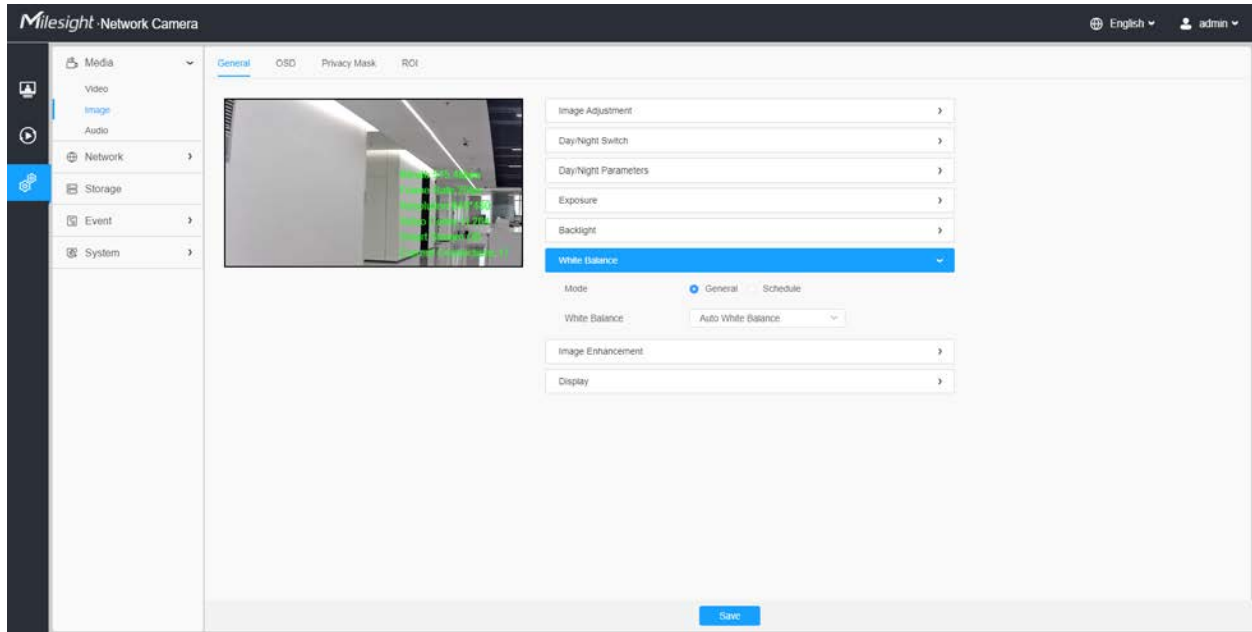 Milesight ·Network Camera
English
admin
Media
Video
Image
Audio
Network
Storage
Event
System
General OSD Privacy Mask ROI
Image Adjustment
Day/Night Switch
Day/Night Parameters
Exposure
Backlight
White Balance
Mode General Schedule
White Balance Auto White Balance
Image Enhancement
Display
Save